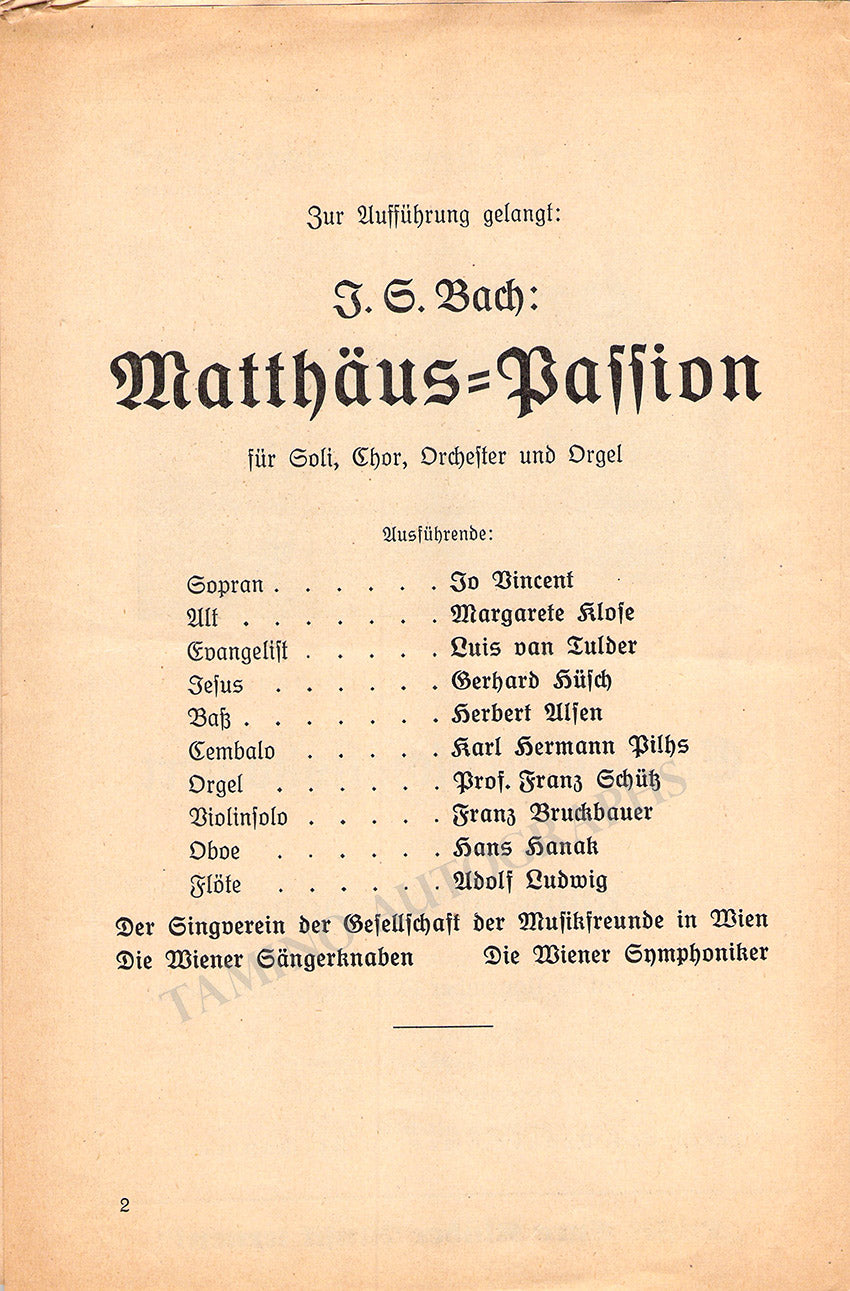 Zur Aufführung gelangt:
J. S. Bach:
Matthäus=Passion
für Soli, Chor, Orchester und Orgel
Ausführende:
Sopran . . . . . . Jo Vincent
Alt . . . . . . . Margarete Klose
Evangelist . . . . . Luis van Tulder
Jesus . . . . . . Gerhard Hüsch
Baß . . . . . . . Herbert Alsen
Cembalo . . . . . Karl Hermann Pilhs
Orgel . . . . . . Prof. Franz Schütz
Violinsolo . . . . . Franz Bruckbauer
Oboe . . . . . . Hans Hanak
Flöte . . . . . . Adolf Ludwig
Der Singverein der Gesellschaft der Musikfreunde in Wien
Die Wiener Sängerknaben Die Wiener Symphoniker
TAMINO AUTOGRAPHS
2